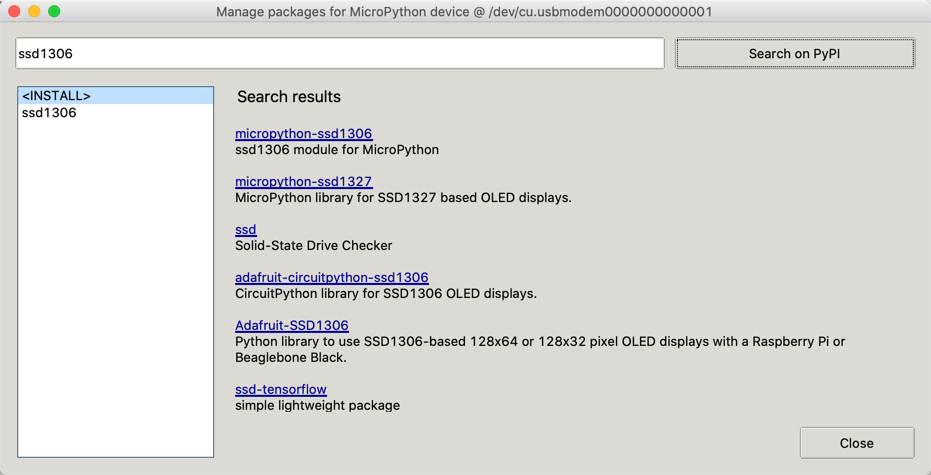 Manage packages for MicroPython device @ /dev/cu.usbmodem0000000000001
ssd1306
Search on PyPI
<INSTALL>
ssd1306
Search results
micropython-ssd1306
ssd1306 module for MicroPython
micropython-ssd1327
MicroPython library for SSD1327 based OLED displays.
ssd
Solid-State Drive Checker
adafruit-circuitpython-ssd1306
CircuitPython library for SSD1306 OLED displays.
Adafruit-SSD1306
Python library to use SSD1306-based 128x64 or 128x32 pixel OLED displays with a Raspberry Pi or
Beaglebone Black.
ssd-tensorflow
simple lightweight package
Close